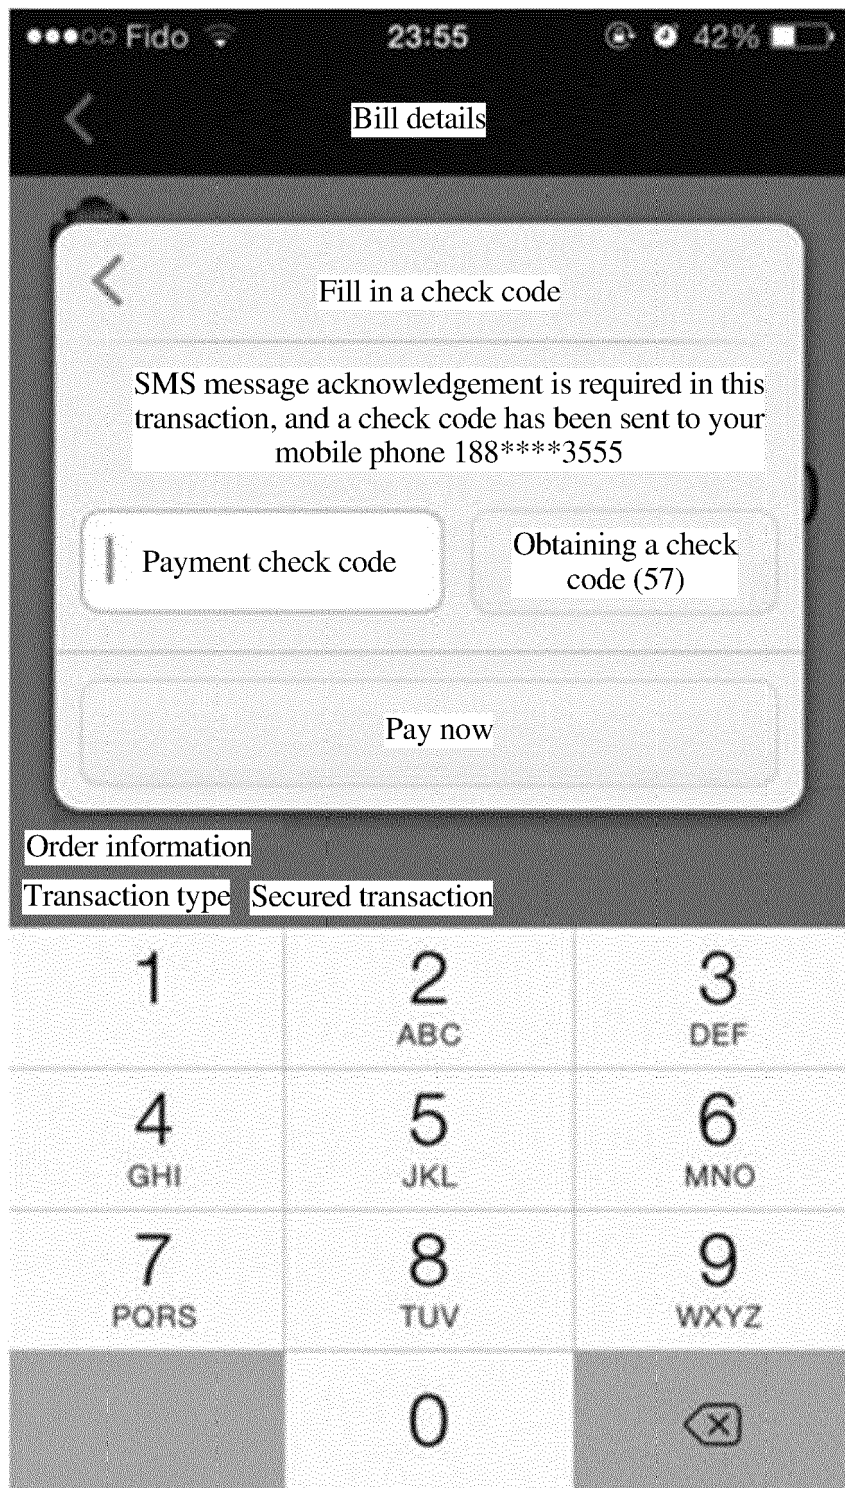 Fido 23:55 42%
Bill details
Fill in a check code
SMS message acknowledgement is required in this
transaction, and a check code has been sent to your
mobile phone 188****3555
Payment check code
Obtaining a check
code (57)
Pay now
Order information
Transaction type Secured transaction
1 2 3
ABC DEF
4 5 6
GHI JKL MNO
7 8 9
PQRS TUV WXYZ
0